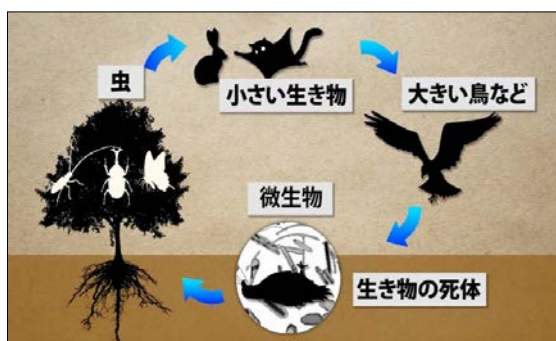 虫
小さい生き物
大きい鳥など
微生物
生き物の死体